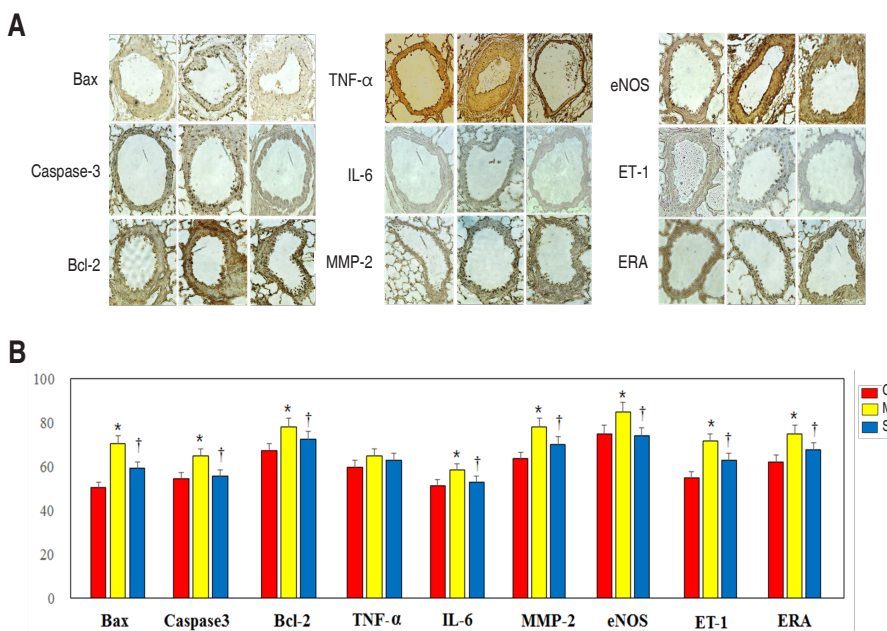 A
Bax
TNF-α
eNOS
Caspase-3
IL-6
ET-1
Bcl-2
MMP-2
ERA
B
100
80
60
40
20
0
* † * † * † * † * † * † * † * †
Bax Caspase3 Bcl-2 TNF-α IL-6 MMP-2 eNOS ET-1 ERA
C
M
S